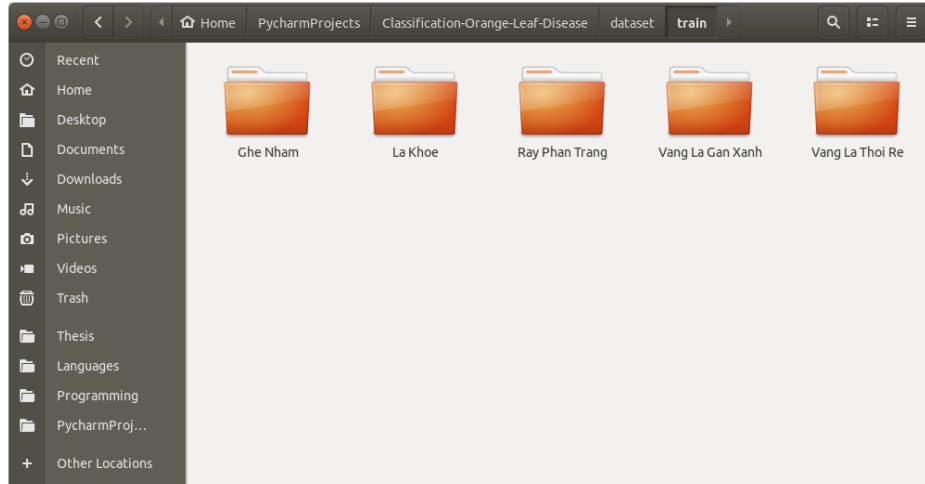 Home PycharmProjects Classification-Orange-Leaf-Disease dataset train
Recent
Home
Desktop
Documents
Downloads
Music
Pictures
Videos
Trash
Thesis
Languages
Programming
PycharmProj...
Other Locations
Ghe Nham La Khoe Ray Phan Trang Vang La Gan Xanh Vang La Thoi Re